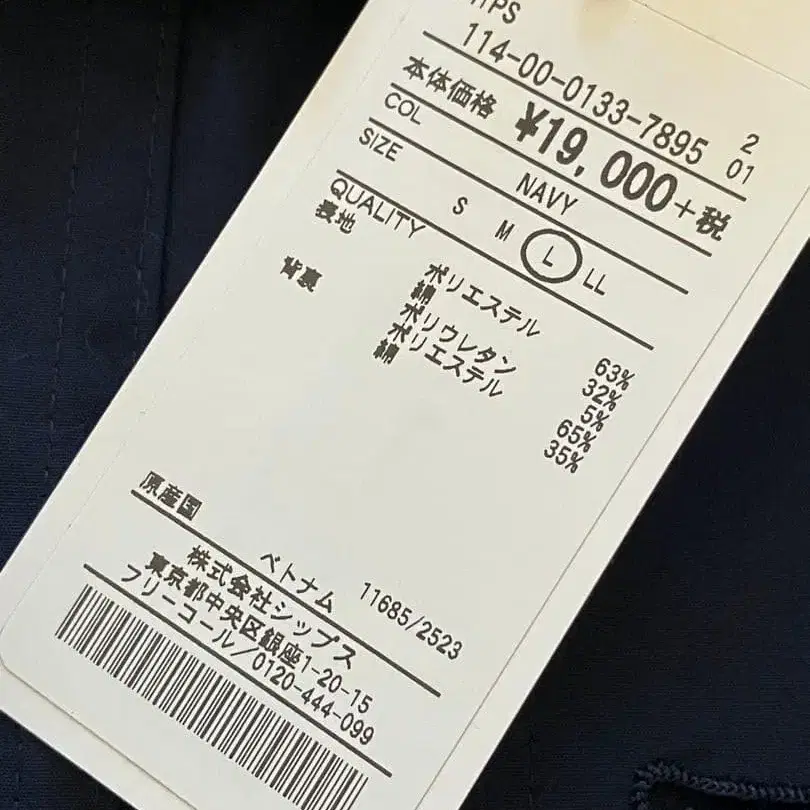 114-00-0133-7895 2
本体価格 ¥19,000+税 01
COL NAVY
SIZE S M L LL
QUALITY
表地 ポリエステル 63%
綿 32%
ポリウレタン 5%
背裏 ポリエステル 65%
綿 35%
原産国 ベトナム 11685/2523
株式会社シップス
東京都中央区銀座1-20-15
フリーコール/0120-444-099